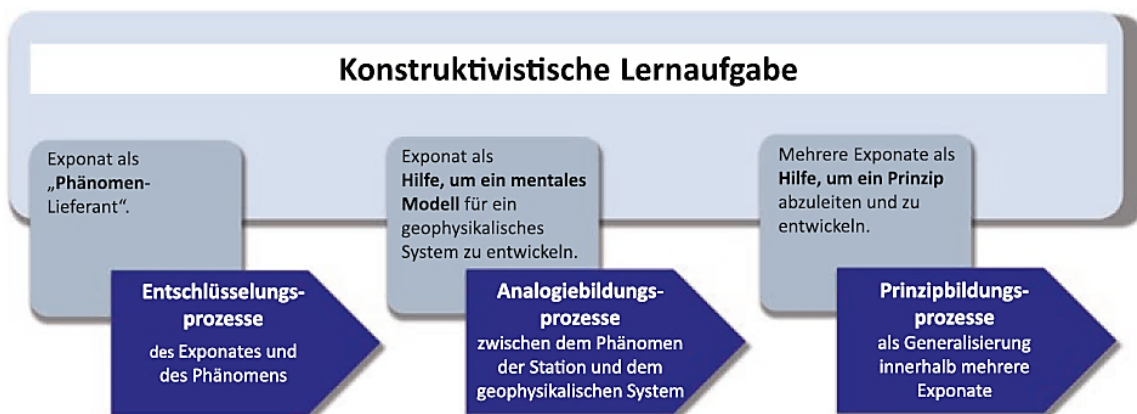 Konstruktivistische Lernaufgabe
Exponat als
„Phänomen-
Lieferant“.
Entschlüsselungs-
prozesse
des Exponates und
des Phänomens
Exponat als
Hilfe, um ein mentales
Modell für ein
geophysikalisches
System zu entwickeln.
Analogiebildungs-
prozesse
zwischen dem Phänomen
der Station und dem
geophysikalischen System
Mehrere Exponate als
Hilfe, um ein Prinzip
abzuleiten und zu
entwickeln.
Prinzipbildungs-
prozesse
als Generalisierung
innerhalb mehrere
Exponate